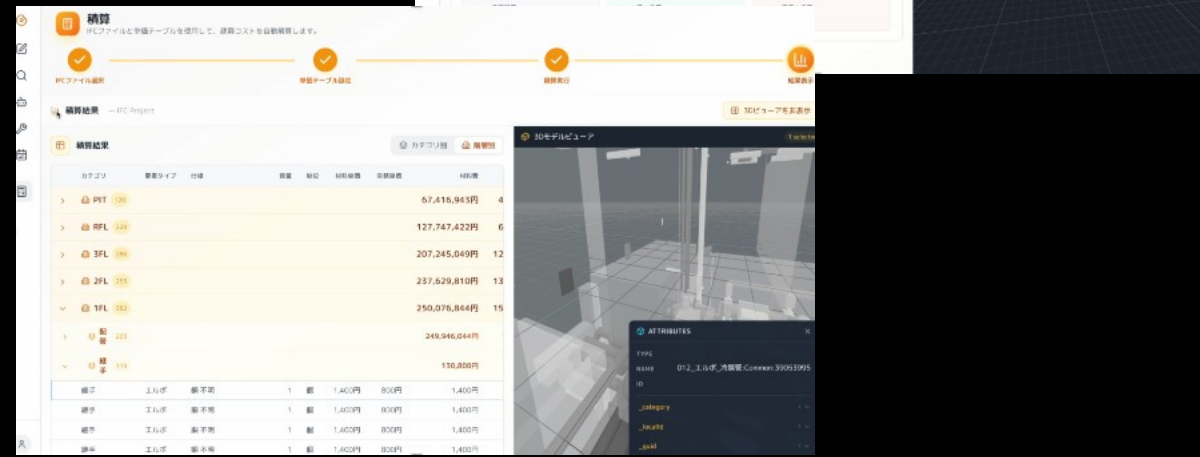 積算
IFCファイルと単価テーブルを使用して、建築コストを自動積算します。
IFCファイル選択
単価テーブル設定
積算実行
結果表示
積算結果 — IFC Project
3Dビューアを非表示
積算結果
カテゴリ別 階層別
カテゴリ 要素タイプ 仕様 数量 単位 材料単価 労務単価 材料費
PIT 67,416,943円 4
RFL 127,747,422円 6
3FL 207,245,049円 12
2FL 237,629,810円 13
1FL 250,076,844円 15
配管 203 249,946,044円
継手 130,800円
継手 エルボ 銅 不明 1 個 1,400円 800円 1,400円
継手 エルボ 銅 不明 1 個 1,400円 800円 1,400円
継手 エルボ 銅 不明 1 個 1,400円 800円 1,400円
継手 エルボ 銅 不明 1 個 1,400円 800円 1,400円
3Dモデルビューア
1 selected
ATTRIBUTES ×
TYPE
NAME 012_エルボ_冷媒管:Common:39053995
ID
_category
_localId
_guid